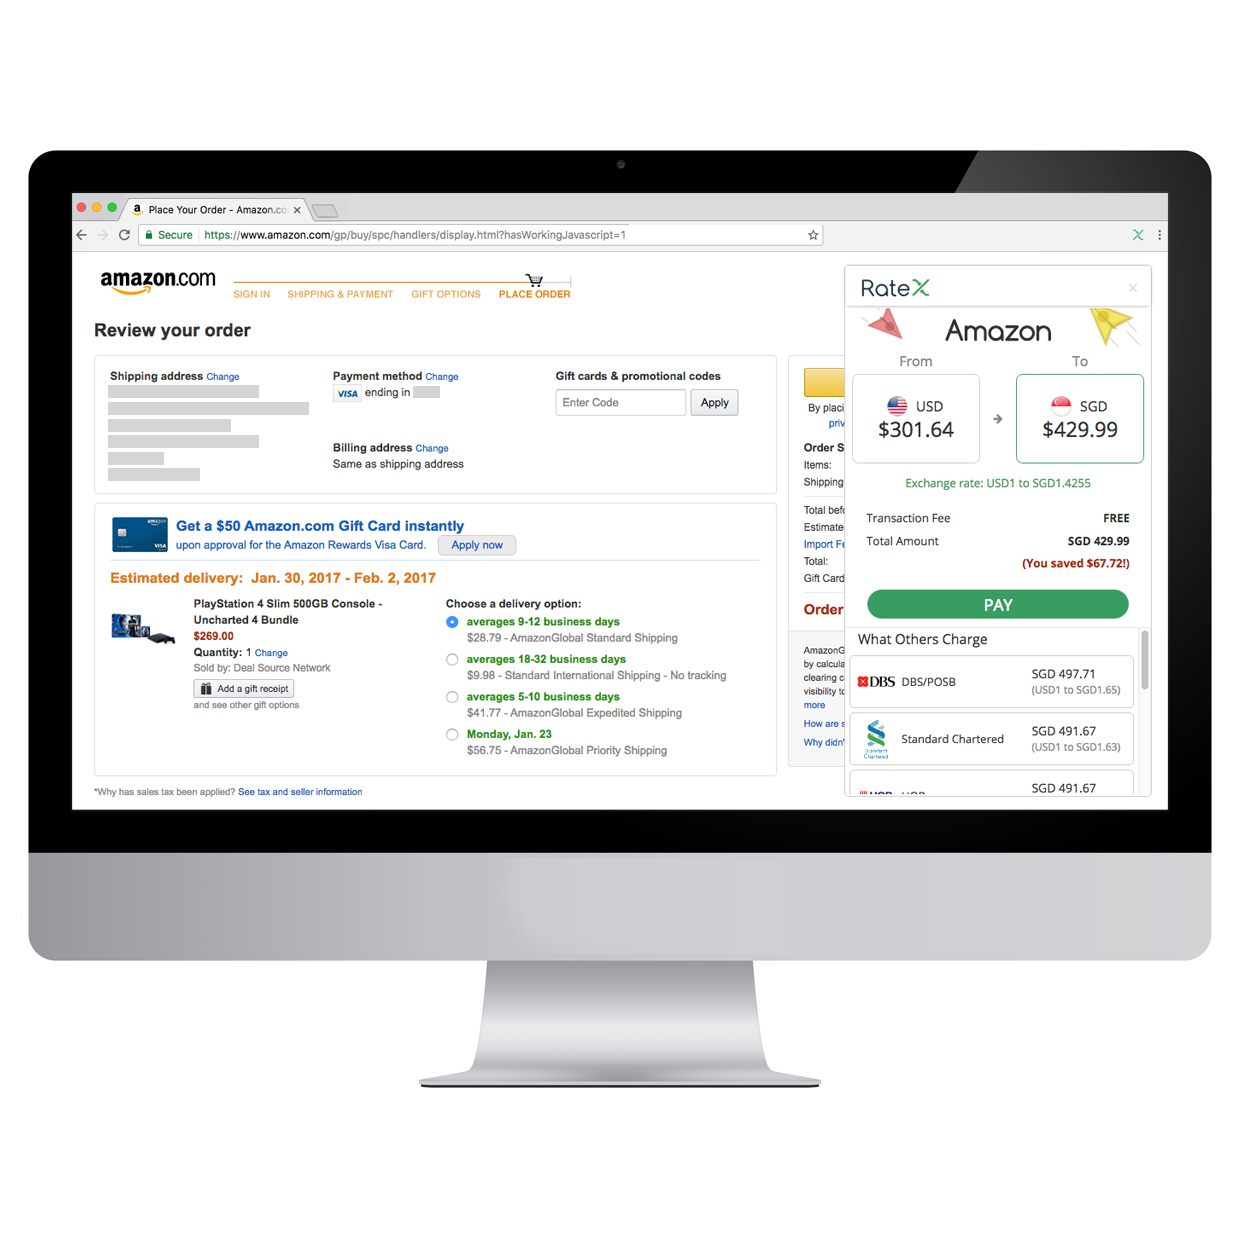 Place Your Order - Amazon.co
Secure https://www.amazon.com/gp/buy/spc/handlers/display.html?hasWorkingJavascript=1
amazon.com
SIGN IN SHIPPING & PAYMENT GIFT OPTIONS PLACE ORDER
Review your order
Shipping address Change
Payment method Change
VISA ending in
Billing address Change
Same as shipping address
Gift cards & promotional codes
Enter Code Apply
Get a $50 Amazon.com Gift Card instantly
upon approval for the Amazon Rewards Visa Card. Apply now
Estimated delivery: Jan. 30, 2017 - Feb. 2, 2017
PlayStation 4 Slim 500GB Console -
Uncharted 4 Bundle
$269.00
Quantity: 1 Change
Sold by: Deal Source Network
Add a gift receipt
and see other gift options
Choose a delivery option:
averages 9-12 business days
$28.79 - AmazonGlobal Standard Shipping
averages 18-32 business days
$9.98 - Standard International Shipping - No tracking
averages 5-10 business days
$41.77 - AmazonGlobal Expedited Shipping
Monday, Jan. 23
$56.75 - AmazonGlobal Priority Shipping
*Why has sales tax been applied? See tax and seller information
By placi
priv
Order S
Items:
Shipping
Total befo
Estimate
Import Fe
Total:
Gift Card
Order
AmazonG
by calcula
clearing c
visibility to
more
How are s
Why didn'
RateX
Amazon
From To
USD SGD
$301.64 $429.99
Exchange rate: USD1 to SGD1.4255
Transaction Fee FREE
Total Amount SGD 429.99
(You saved $67.72!)
PAY
What Others Charge
DBS DBS/POSB SGD 497.71
(USD1 to SGD1.65)
Standard Chartered Standard Chartered SGD 491.67
(USD1 to SGD1.63)
UOB UOB SGD 491.67